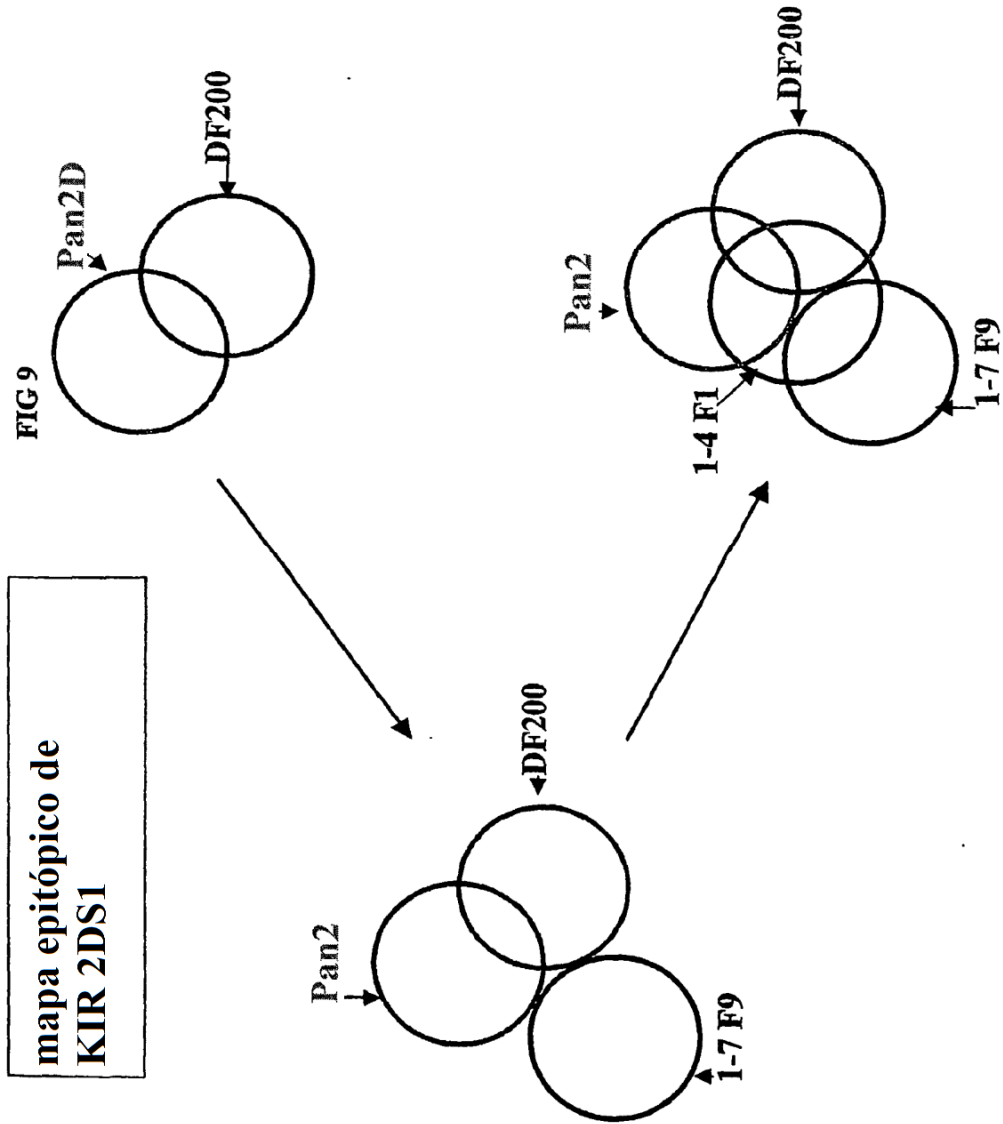 FIG 9
mapa epitópico de
KIR 2DS1
Pan2D
DF200
Pan2
DF200
1-7 F9
Pan2
DF200
1-4 F1
1-7 F9